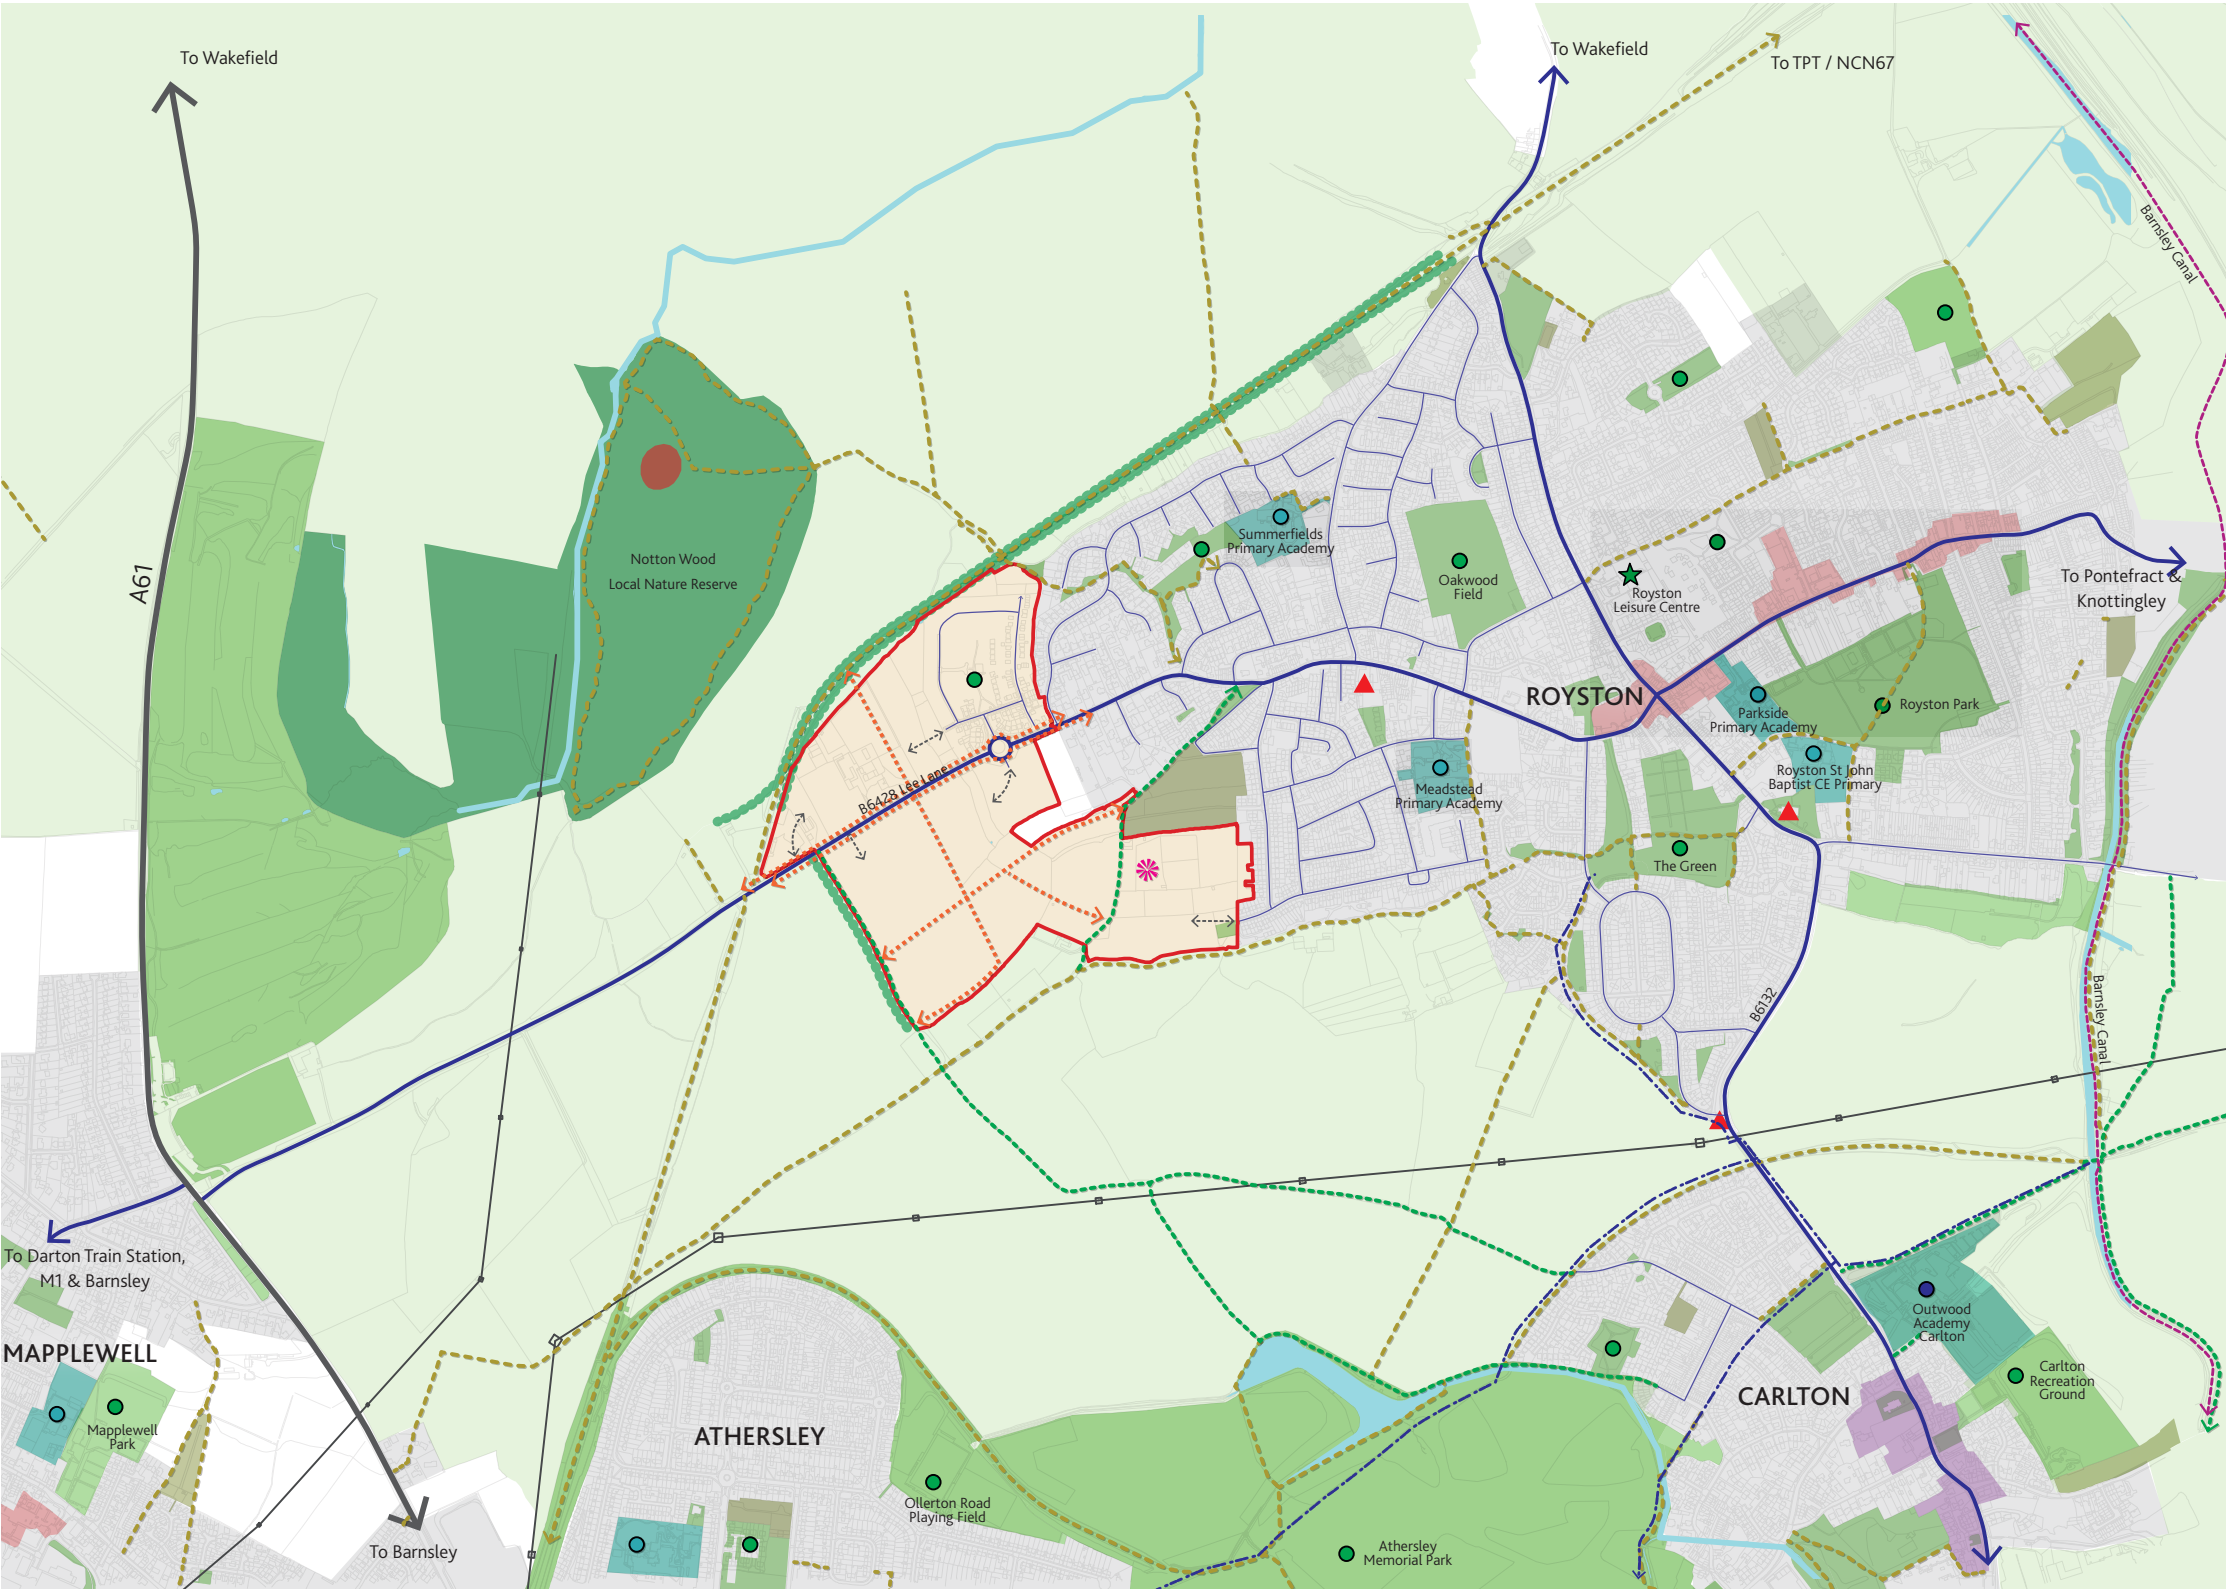 To Wakefield
To Wakefield
To TPT / NCN67
Barnsley Canal
A61
Notton Wood
Local Nature Reserve
Summerfields
Primary Academy
Oakwood
Field
Royston
Leisure Centre
To Pontefract &
Knottingley
ROYSTON
Parkside
Primary Academy
Royston Park
Royston St John
Baptist CE Primary
Meadstead
Primary Academy
B6428 Lee Lane
The Green
B6132
Barnsley Canal
To Darton Train Station,
M1 & Barnsley
MAPPLEWELL
Mapplewell
Park
ATHERSLEY
Ollerton Road
Playing Field
To Barnsley
Athersley
Memorial Park
CARLTON
Outwood
Academy
Carlton
Carlton
Recreation
Ground